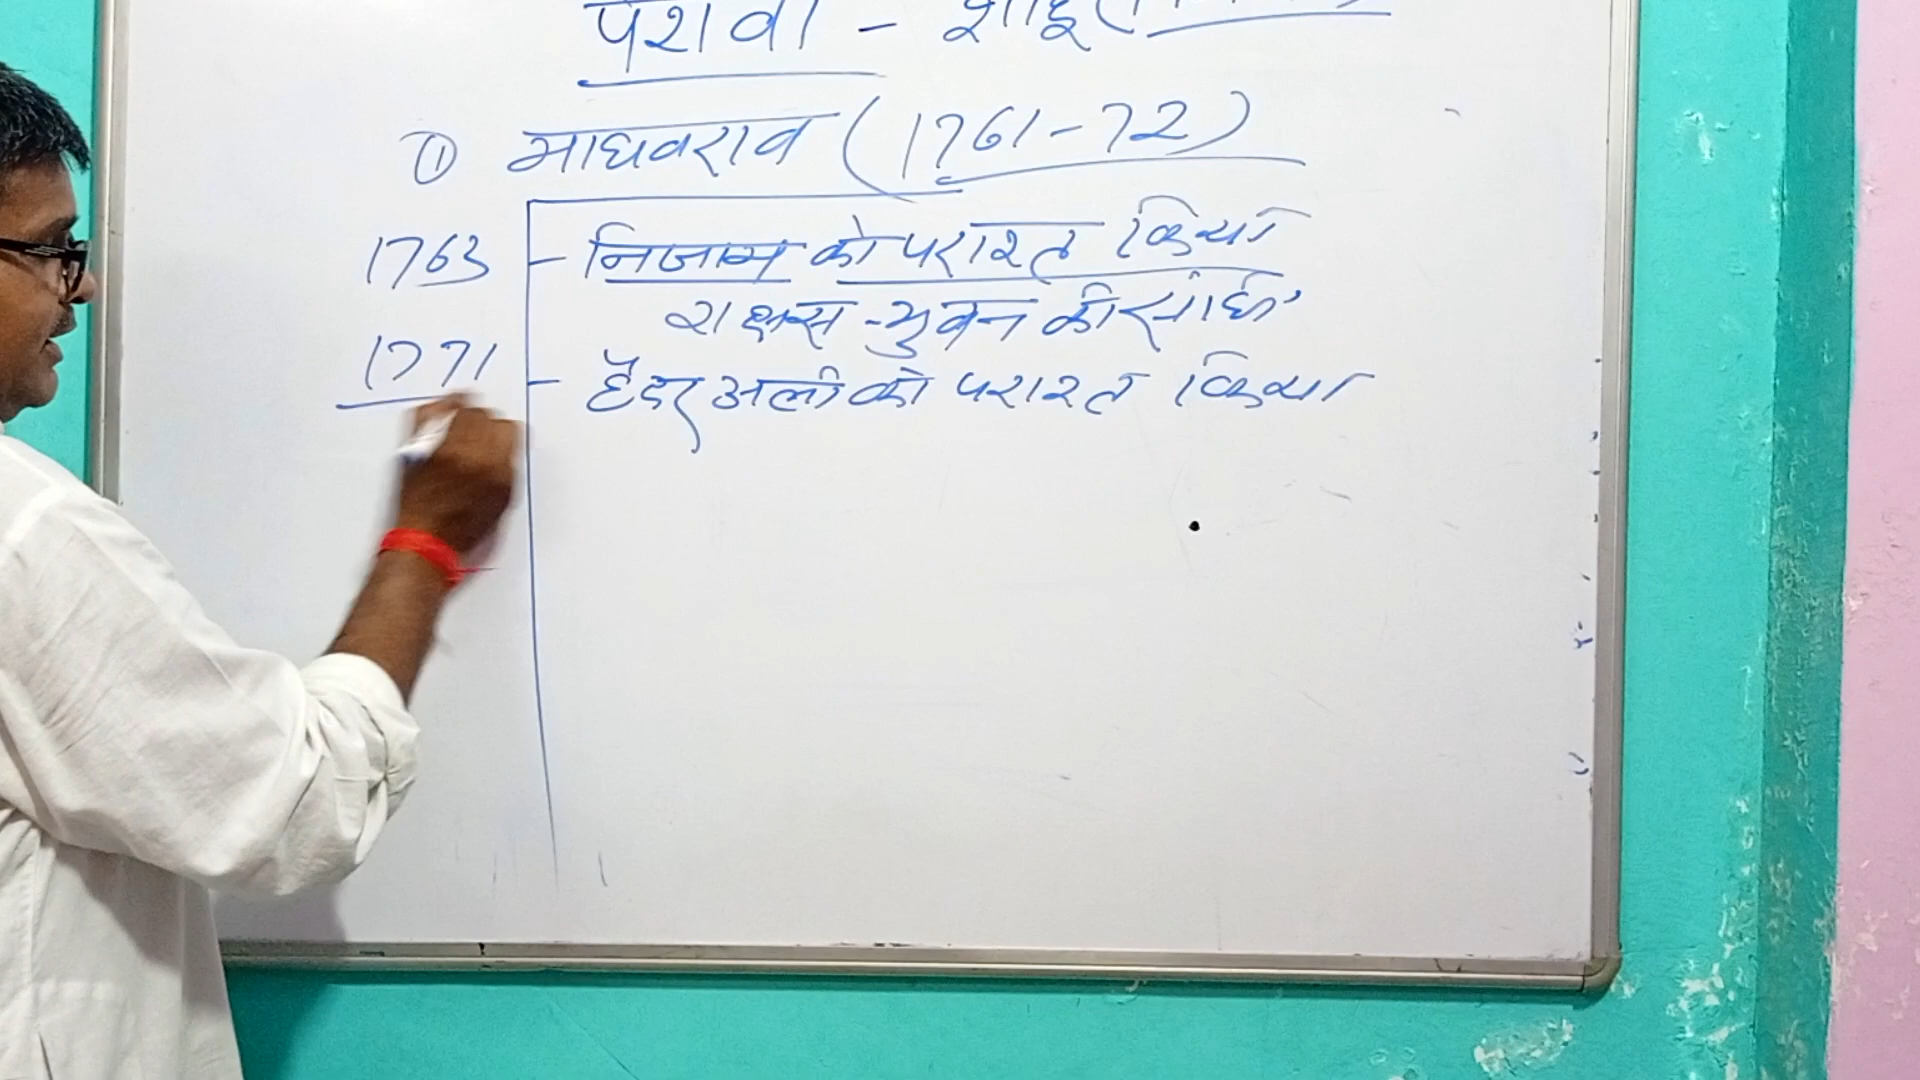 पेशवा - शाहू
① माधवराव (1761-72)
1763 - निजाम को परास्त किया
राक्षस-भुवन की संधि
1771 - हैदर अली को परास्त किया